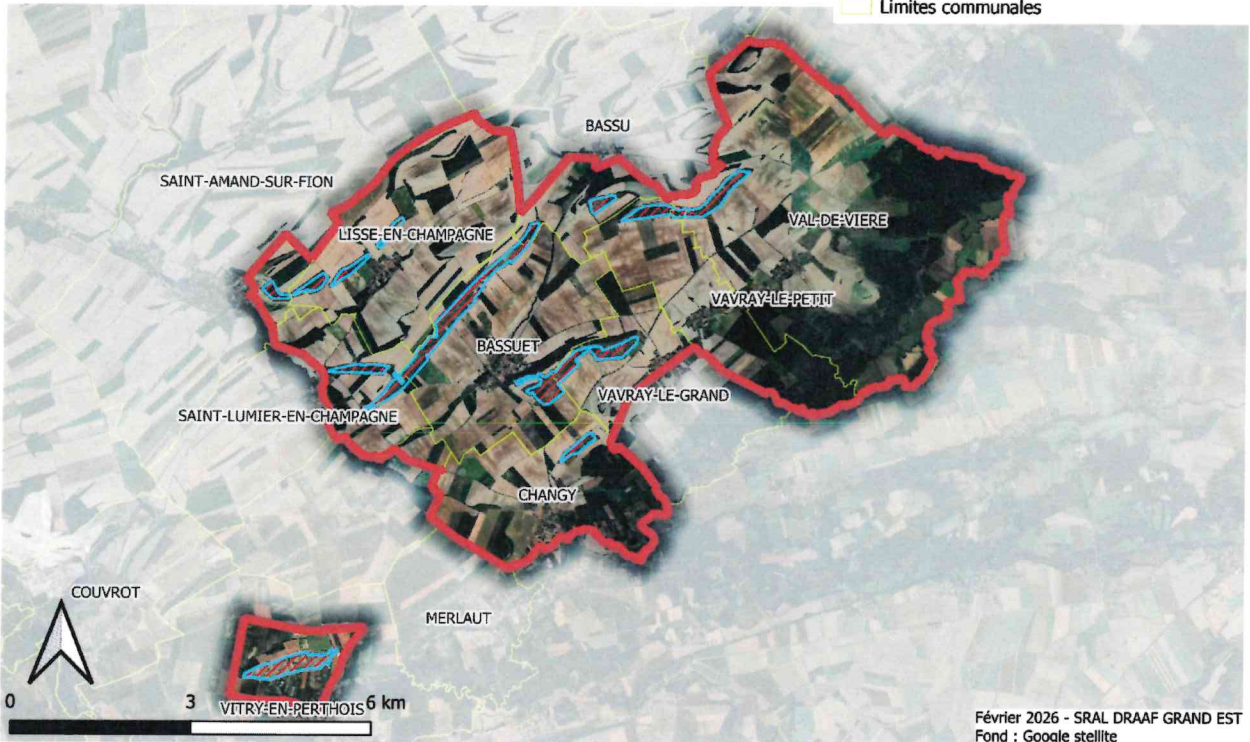 Limites communales
BASSU
SAINT-AMAND-SUR-FION
LISSE-EN-CHAMPAGNE
VAL-DE-VIERE
VAVRAY-LE-PETIT
BASSUET
VAVRAY-LE-GRAND
SAINT-LUMIER-EN-CHAMPAGNE
CHANGY
COUVROT
MERLAUT
VITRY-EN-PERTHOIS
0 3 6 km
Février 2026 - SRAL DRAAF GRAND EST
Fond : Google stellite